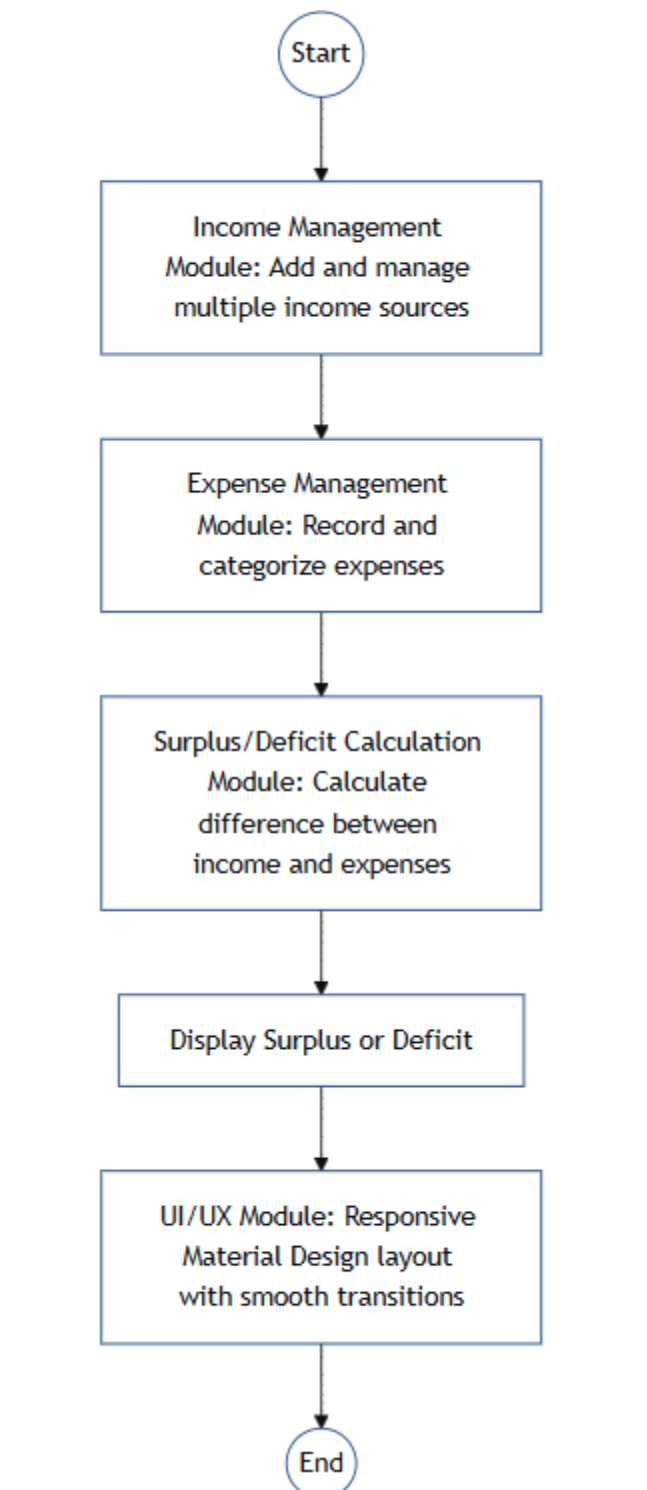 Start
Income Management
Module: Add and manage
multiple income sources
Expense Management
Module: Record and
categorize expenses
Surplus/Deficit Calculation
Module: Calculate
difference between
income and expenses
Display Surplus or Deficit
UI/UX Module: Responsive
Material Design layout
with smooth transitions
End